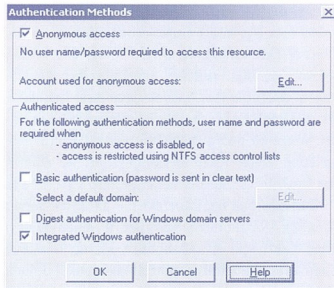 Authentication Methods
Anonymous access
No user name/password required to access this resource.
Account used for anonymous access:
Edit...
Authenticated access
For the following authentication methods, user name and password are
required when
- anonymous access is disabled, or
- access is restricted using NTFS access control lists
Basic authentication (password is sent in clear text)
Select a default domain:
Edit...
Digest authentication for Windows domain servers
Integrated Windows authentication
OK
Cancel
Help